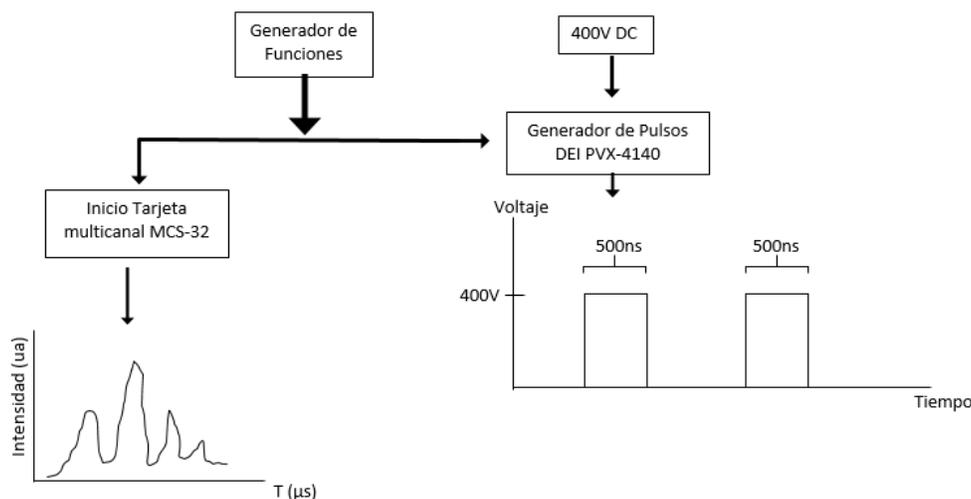 Generador de
Funciones
400V DC
Generador de Pulsos
DEI PVX-4140
Inicio Tarjeta
multicanal MCS-32
Voltaje
500ns
500ns
400V
Tiempo
Intensidad (ua)
T (µs)